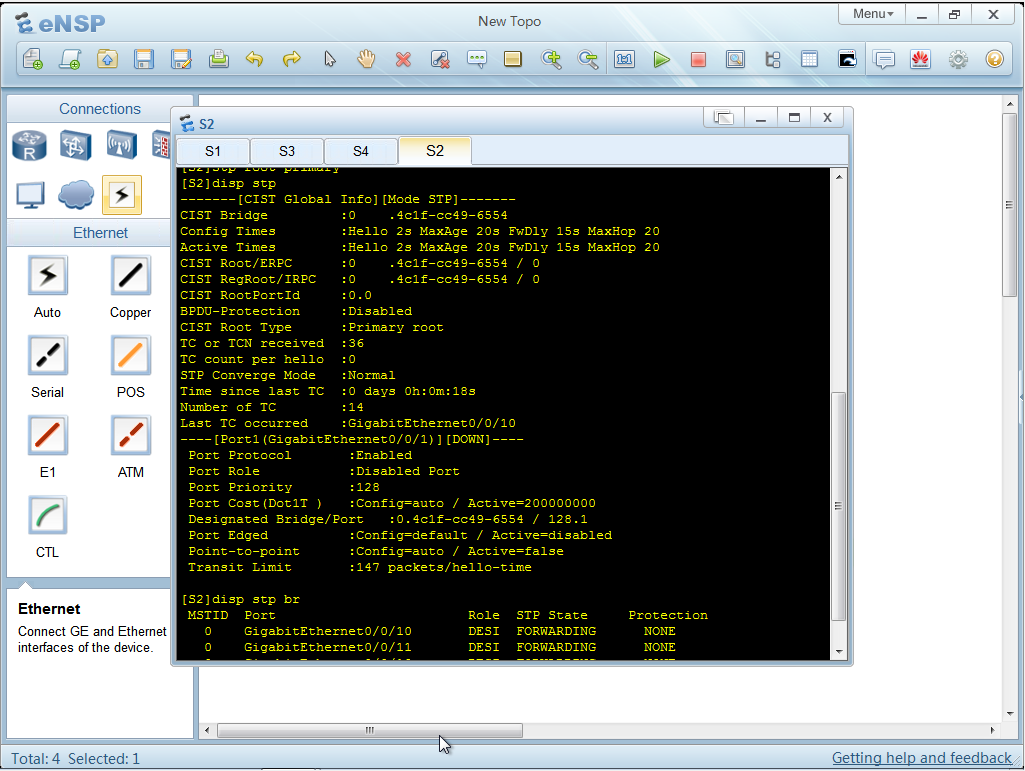 eNSP
New Topo
Menu
Connections
S2
S1 S3 S4 S2
[S2]stp root primary
[S2]disp stp
-------[CIST Global Info][Mode STP]-------
CIST Bridge :0 .4c1f-cc49-6554
Config Times :Hello 2s MaxAge 20s FwDly 15s MaxHop 20
Active Times :Hello 2s MaxAge 20s FwDly 15s MaxHop 20
CIST Root/ERPC :0 .4c1f-cc49-6554 / 0
CIST RegRoot/IRPC :0 .4c1f-cc49-6554 / 0
CIST RootPortId :0.0
BPDU-Protection :Disabled
CIST Root Type :Primary root
TC or TCN received :36
TC count per hello :0
STP Converge Mode :Normal
Time since last TC :0 days 0h:0m:18s
Number of TC :14
Last TC occurred :GigabitEthernet0/0/10
----[Port1(GigabitEthernet0/0/1)][DOWN]----
Port Protocol :Enabled
Port Role :Disabled Port
Port Priority :128
Port Cost(Dot1T ) :Config=auto / Active=200000000
Designated Bridge/Port :0.4c1f-cc49-6554 / 128.1
Port Edged :Config=default / Active=disabled
Point-to-point :Config=auto / Active=false
Transit Limit :147 packets/hello-time
[S2]disp stp br
MSTID Port Role STP State Protection
0 GigabitEthernet0/0/10 DESI FORWARDING NONE
0 GigabitEthernet0/0/11 DESI FORWARDING NONE
R
Ethernet
Auto Copper
Serial POS
E1 ATM
CTL
Ethernet
Connect GE and Ethernet
interfaces of the device.
Total: 4 Selected: 1
Getting help and feedback